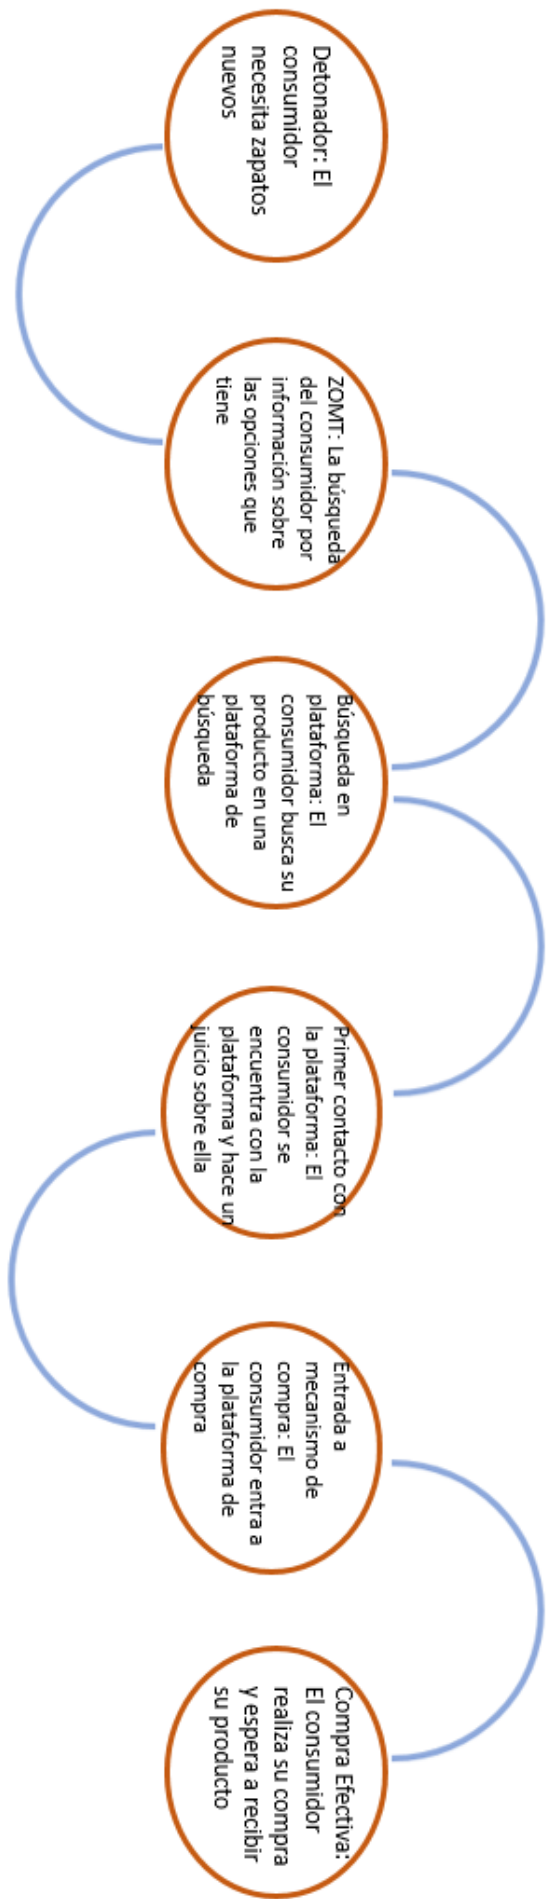 Detonador: El
consumidor
necesita zapatos
nuevos
ZOMT: La búsqueda
del consumidor por
información sobre
las opciones que
tiene
Búsqueda en
plataforma: El
consumidor busca su
producto en una
plataforma de
búsqueda
Primer contacto con
la plataforma: El
consumidor se
encuentra con la
plataforma y hace un
juicio sobre ella
Entrada a
mecanismo de
compra: El
consumidor entra a
la plataforma de
compra
Compra Efectiva:
El consumidor
realiza su compra
y espera a recibir
su producto